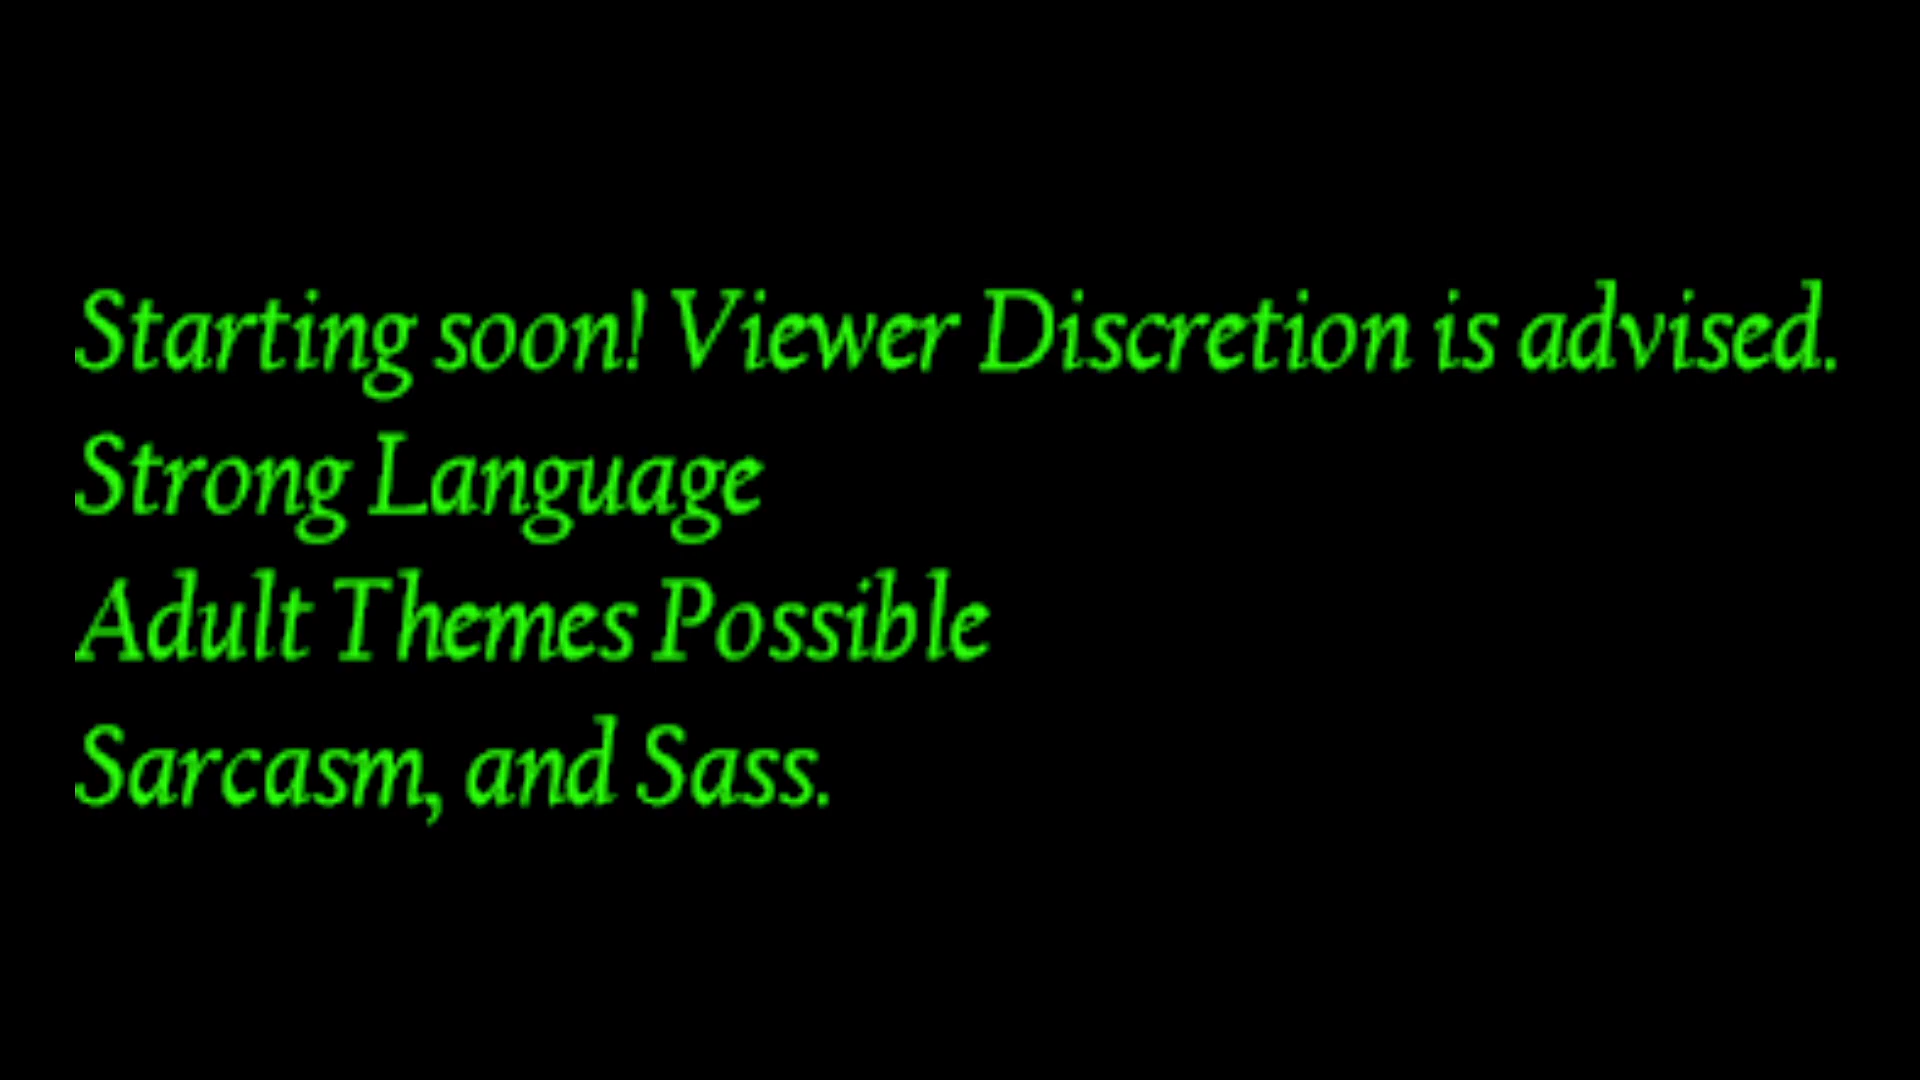 Starting soon! Viewer Discretion is advised.
Strong Language
Adult Themes Possible
Sarcasm, and Sass.